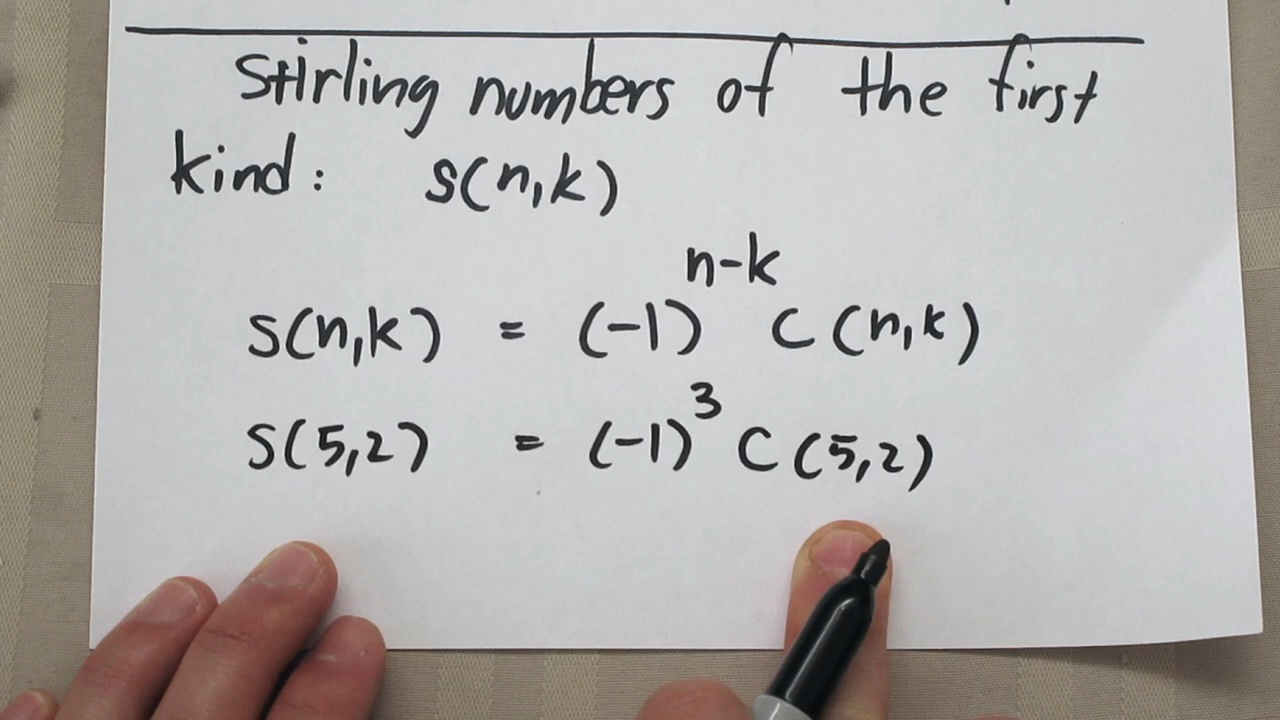 Stirling numbers of the first
kind: s(n,k)
s(n,k) = (-1)^{n-k} c(n,k)
s(5,2) = (-1)^3 c(5,2)